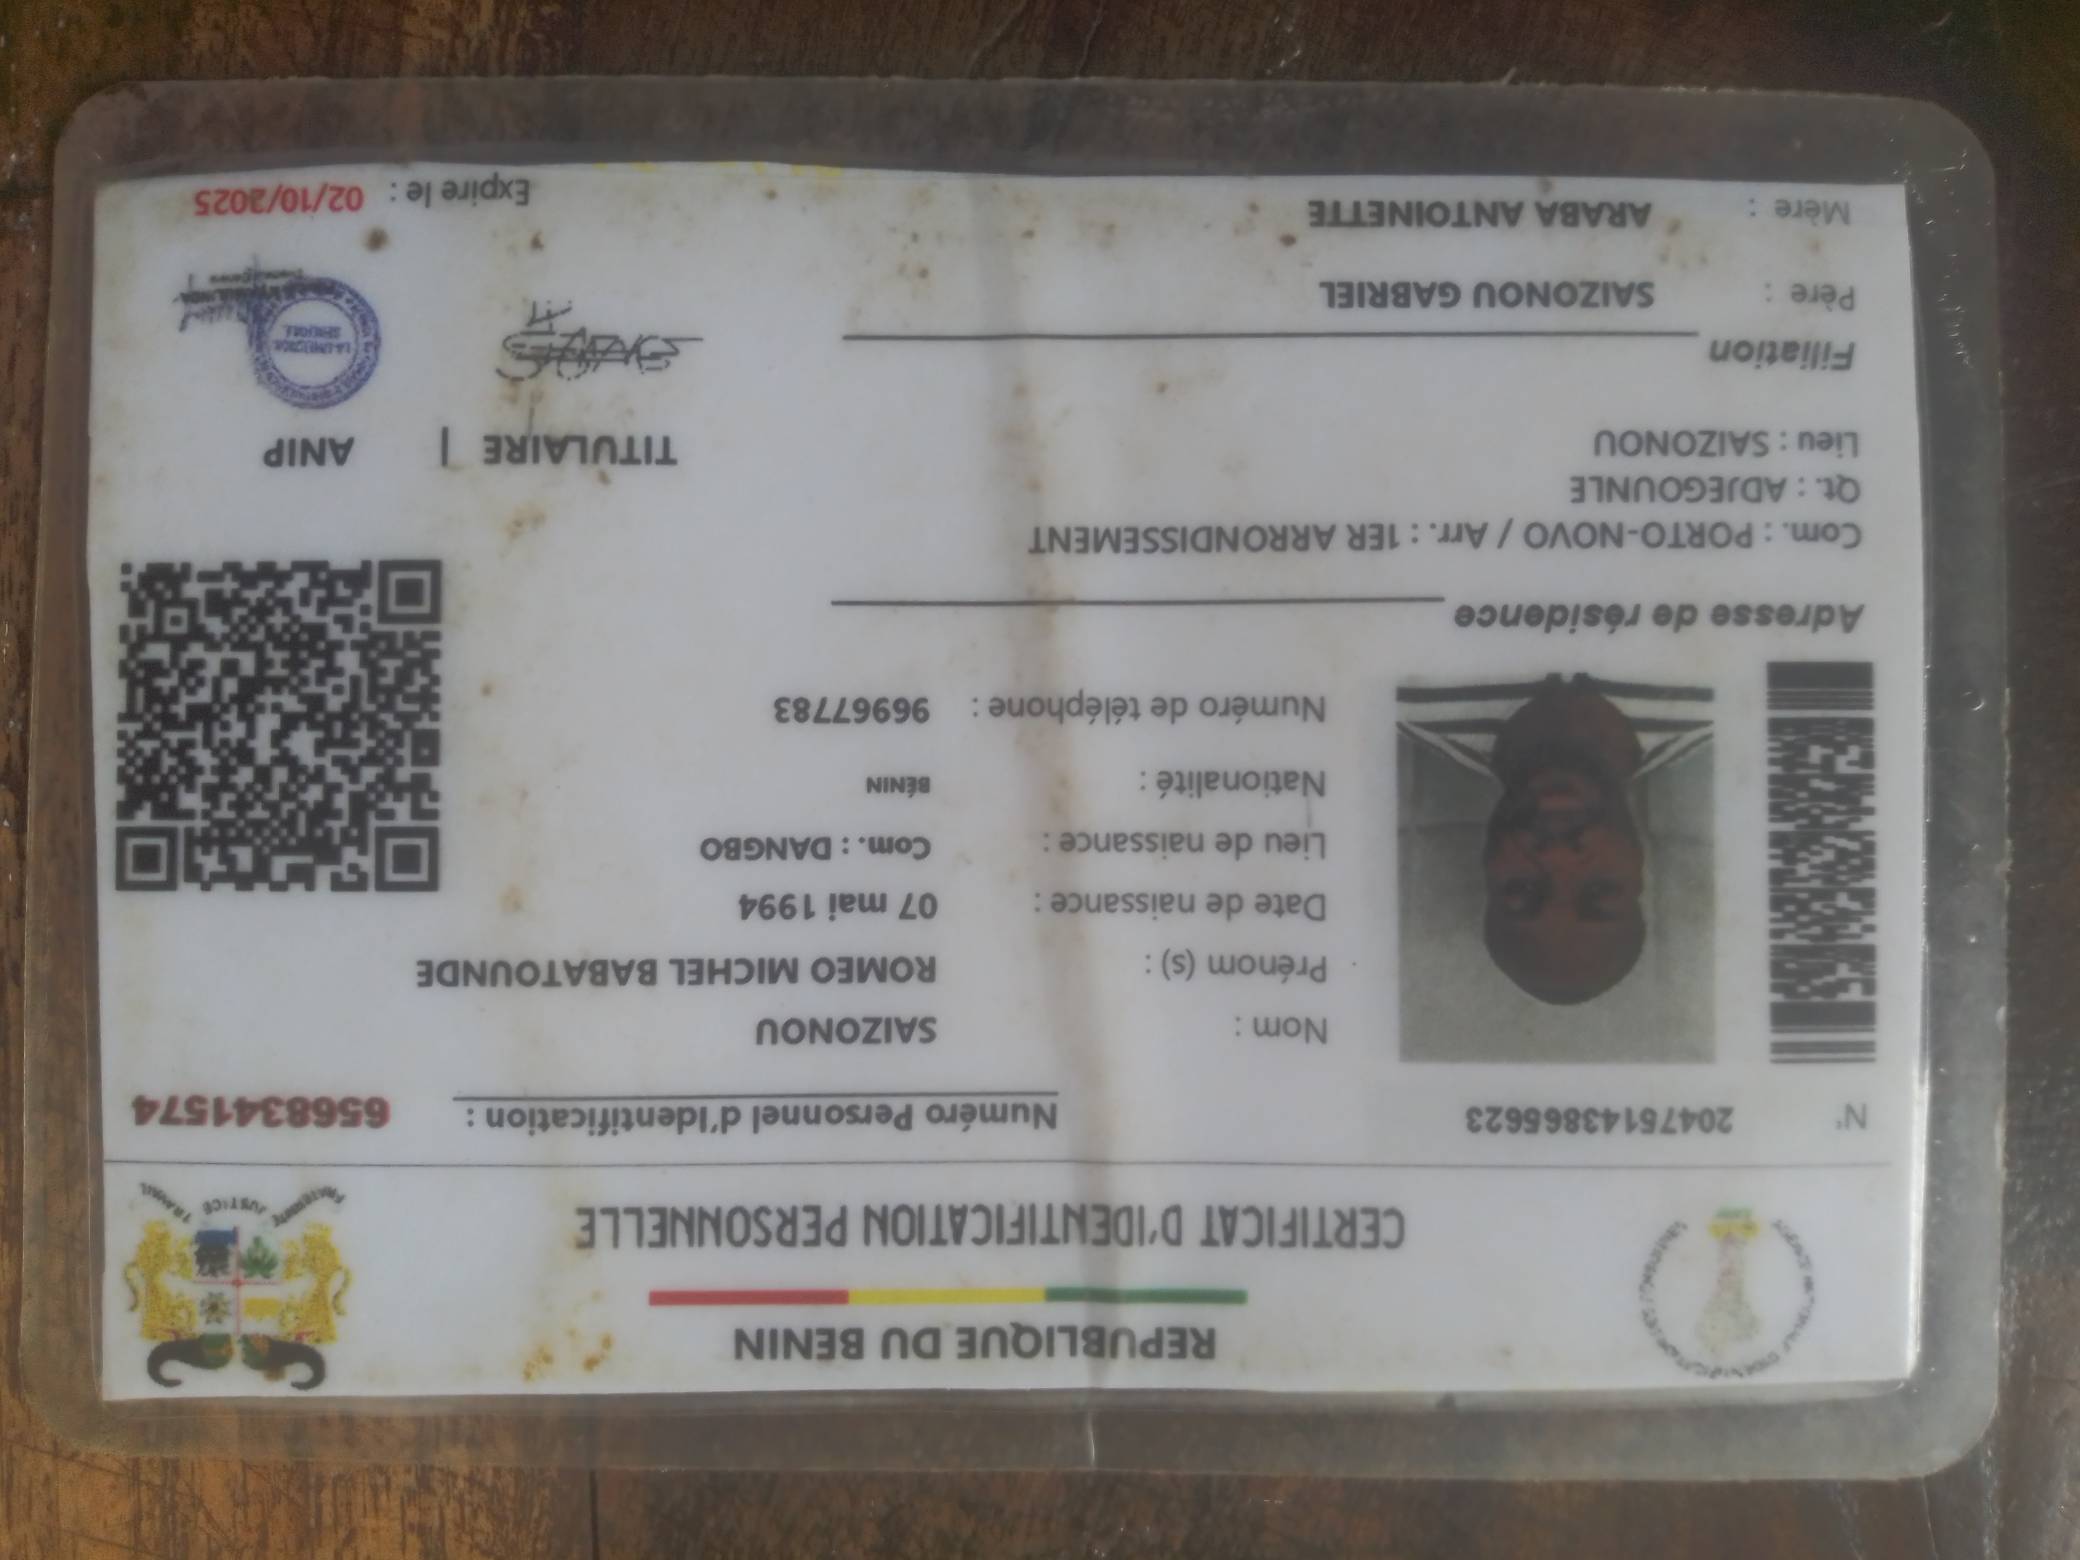 REPUBLIQUE DU BENIN
CERTIFICAT D'IDENTIFICATION PERSONNELLE
FRATERNITE JUSTICE TRAVAIL
N° 20475143865623
Numéro Personnel d'Identification : 6568341574
Nom : SAIZONOU
Prénom (s) : ROMEO MICHEL BABATOUNDE
Date de naissance : 07 mai 1994
Lieu de naissance : Com. : DANGBO
Nationalité : BÉNIN
Numéro de téléphone : 96967783
Adresse de résidence
Com. : PORTO-NOVO / Arr. : 1ER ARRONDISSEMENT
Qt. : ADJEGOUNLE
Lieu : SAIZONOU
TITULAIRE | ANIP
Filiation
Père : SAIZONOU GABRIEL
Mère : ARABA ANTOINETTE
Expire le : 02/10/2025